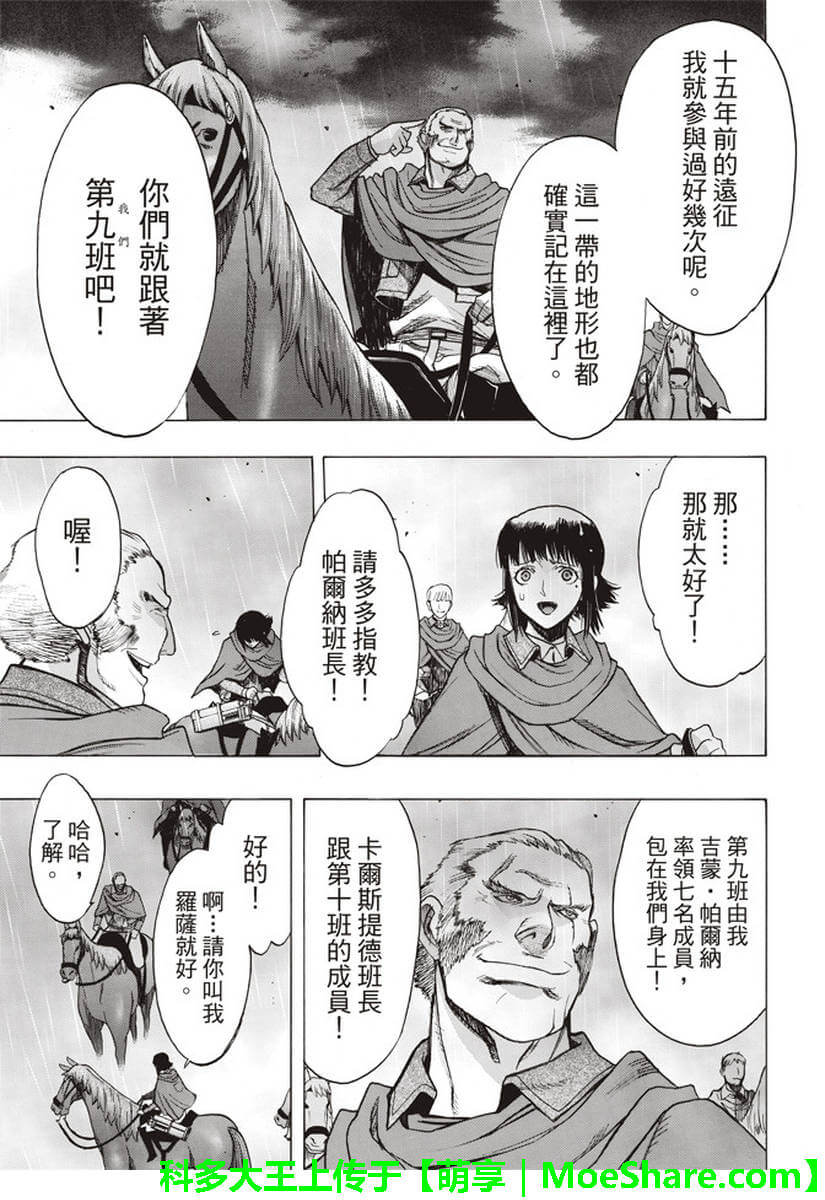 十五年前的遠征
我就參與過好幾次呢。
這一帶的地形也都
確實記在這裡了。
你們就跟著
我們
第九班吧！
那……
那就太好了！
請多多指教！
帕爾納班長！
喔！
第九班由我
吉蒙・帕爾納
率領七名成員，
包在我們身上！
卡爾斯提德班長
跟第十班的成員！
好的！
啊…請你叫我
羅薩就好。
哈哈，
了解。
科多大王上传于【萌享｜MoeShare.com】